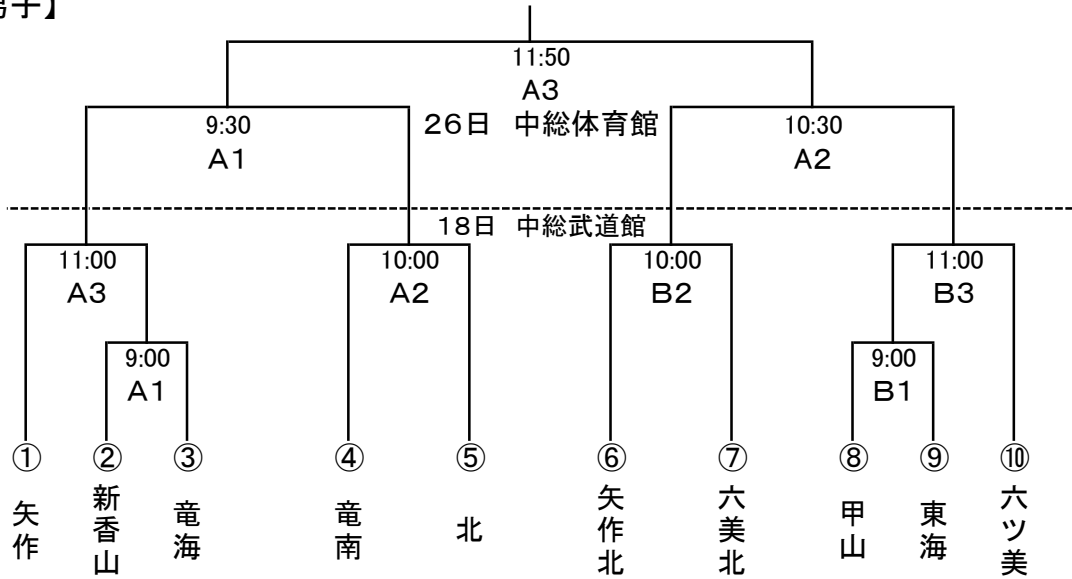 男子】
11:50
A3
9:30
A1
26日 中総体育館
10:30
A2
18日 中総武道館
11:00
A3
10:00
A2
10:00
B2
11:00
B3
9:00
A1
9:00
B1
① ② ③ ④ ⑤ ⑥ ⑦ ⑧ ⑨ ⑩
矢作
新香山
竜海
竜南
北
矢作北
六美北
甲山
東海
六ツ美